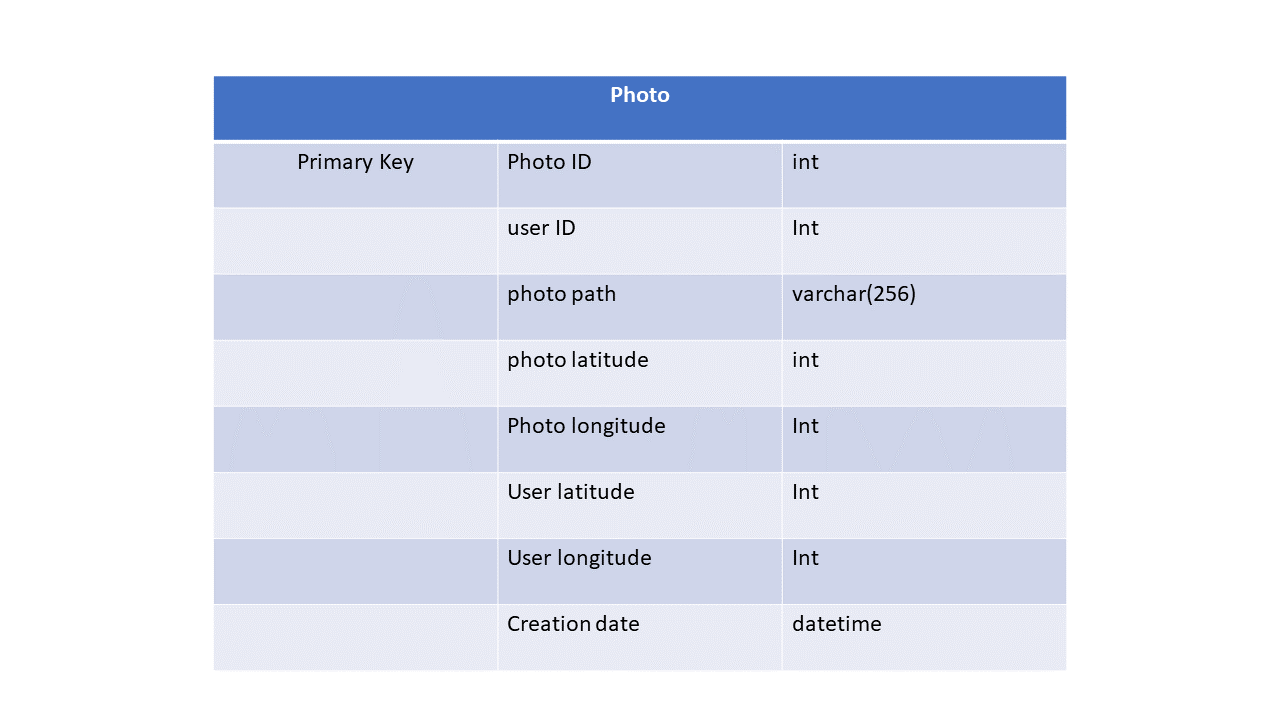 Photo
Primary Key Photo ID int
user ID Int
photo path varchar(256)
photo latitude int
Photo longitude Int
User latitude Int
User longitude Int
Creation date datetime